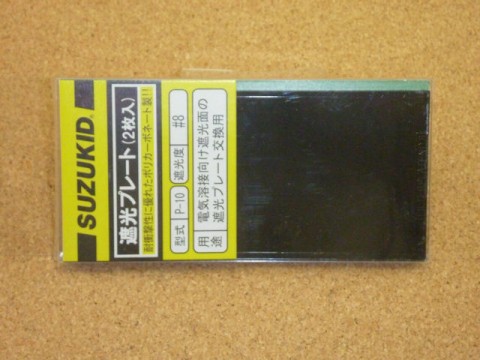 SUZUKID®
遮光プレート(2枚入)
耐衝撃性に優れたポリカーボネート製!!
型式 P-10 遮光度 #8
用途 電気溶接向け遮光面の
遮光プレート交換用